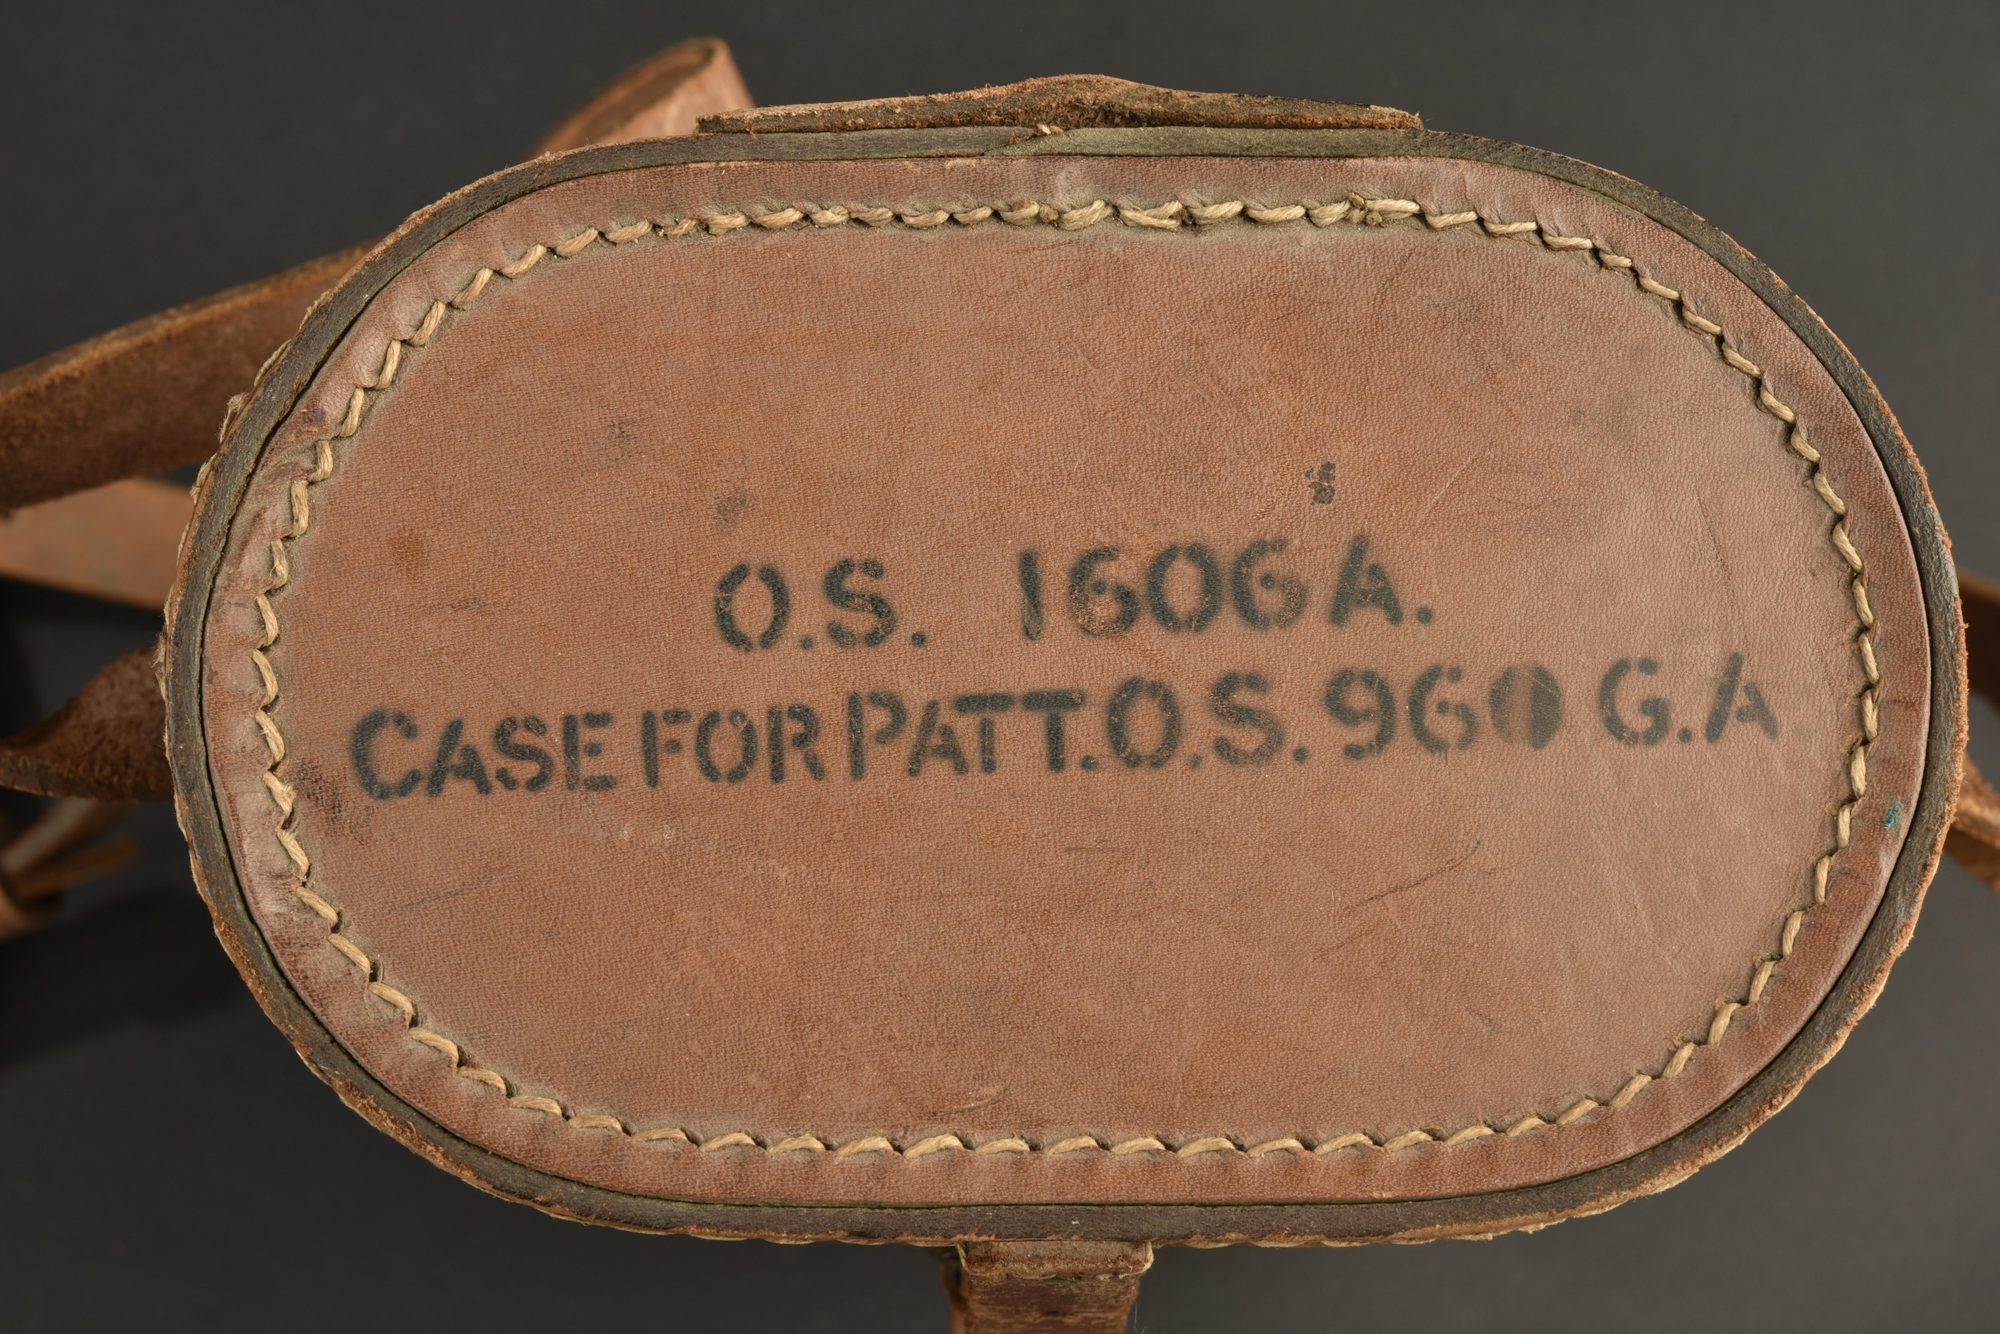 O.S. 1606A.
CASE FOR PATT. O.S. 960 G.A